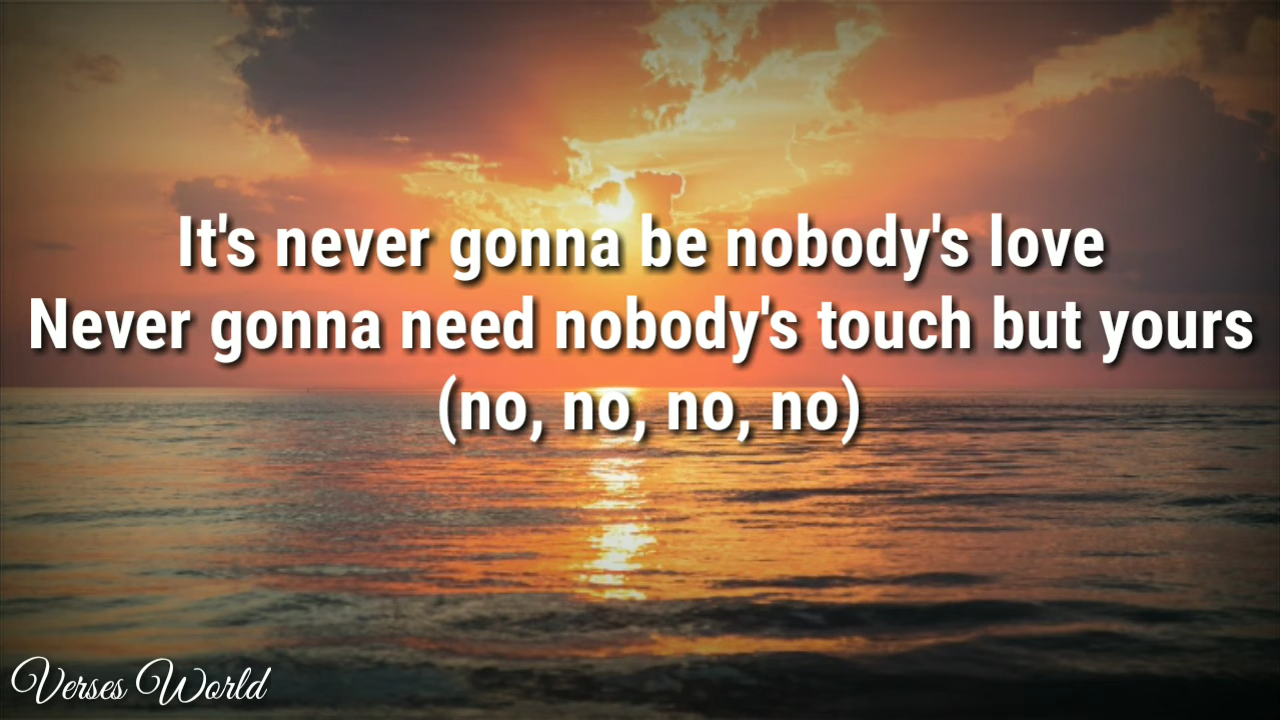 It's never gonna be nobody's love
Never gonna need nobody's touch but yours
(no, no, no, no)
Verses World